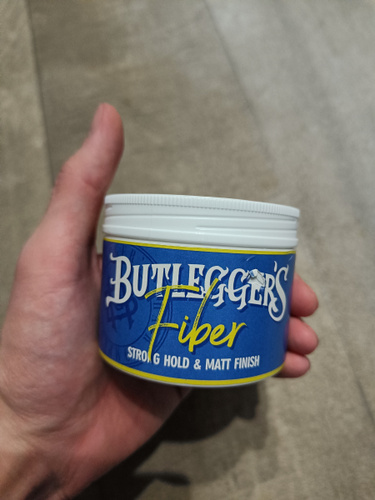 BUTLEGGER'S
Fiber
STRONG HOLD & MATT FINISH